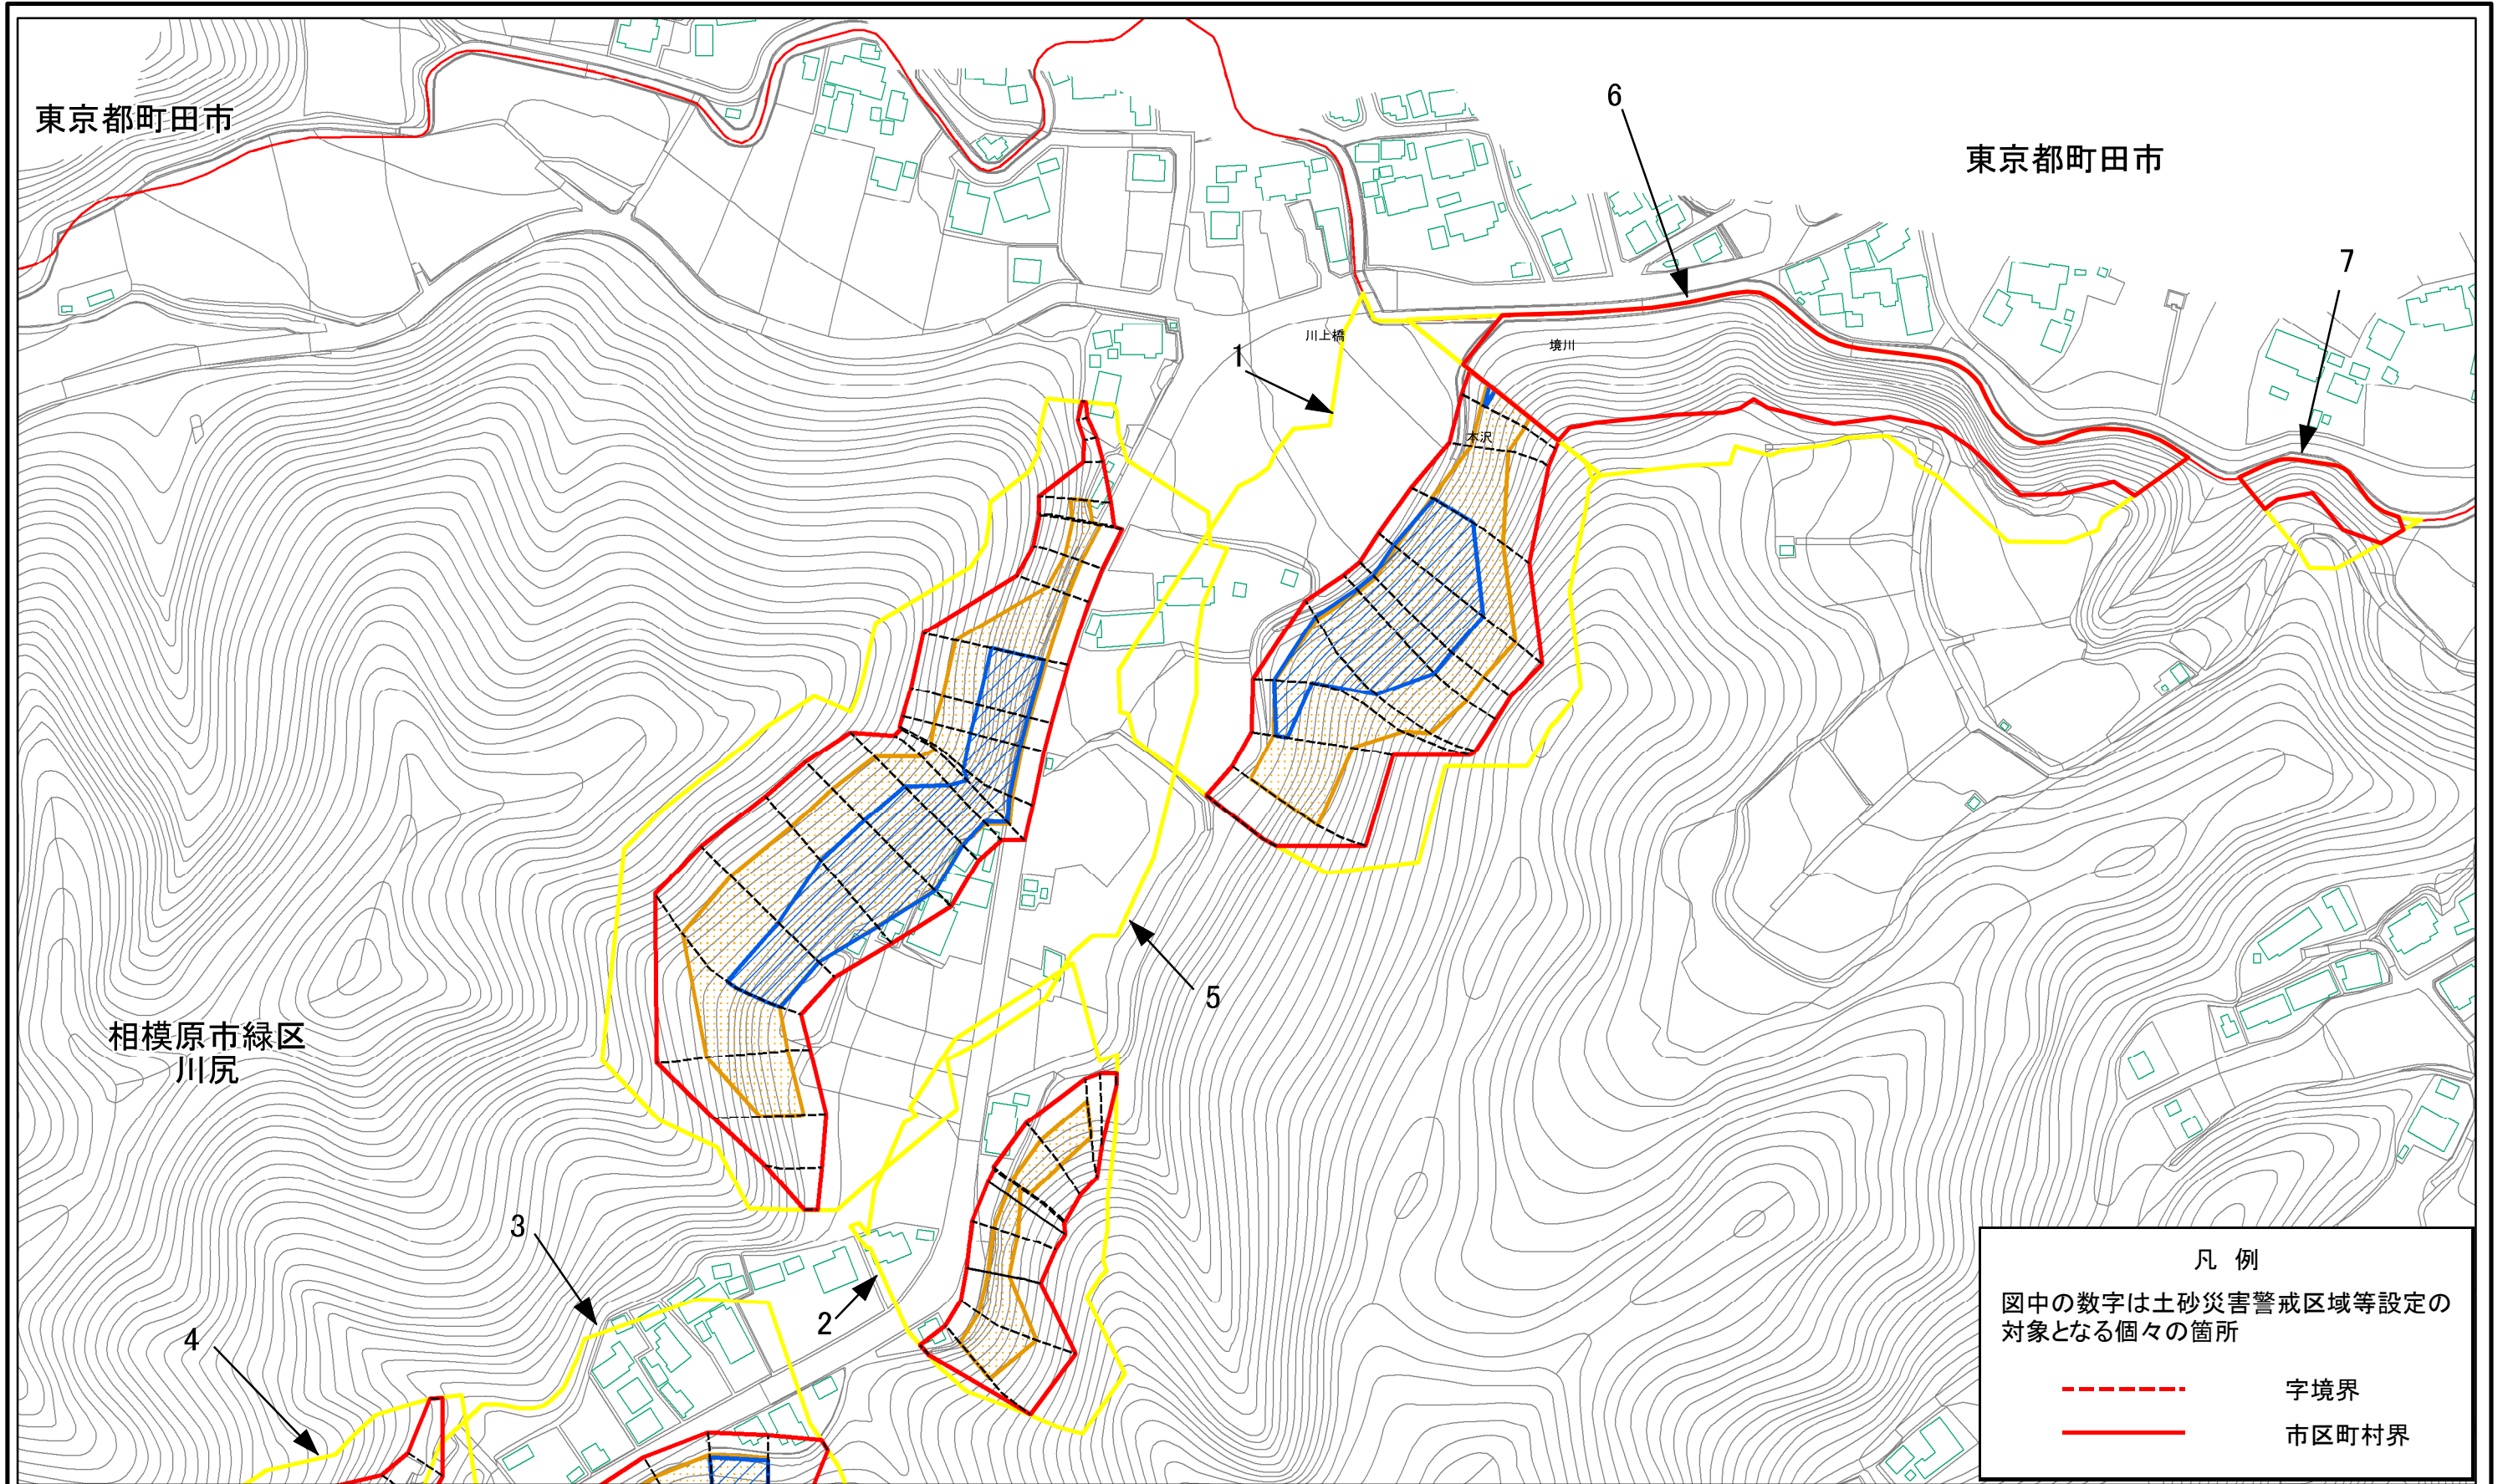 東京都町田市
6
東京都町田市
7
川上橋
境川
1
本沢
5
相模原市緑区
川尻
3
2
4
凡 例
図中の数字は土砂災害警戒区域等設定の
対象となる個々の箇所
字境界
市区町村界